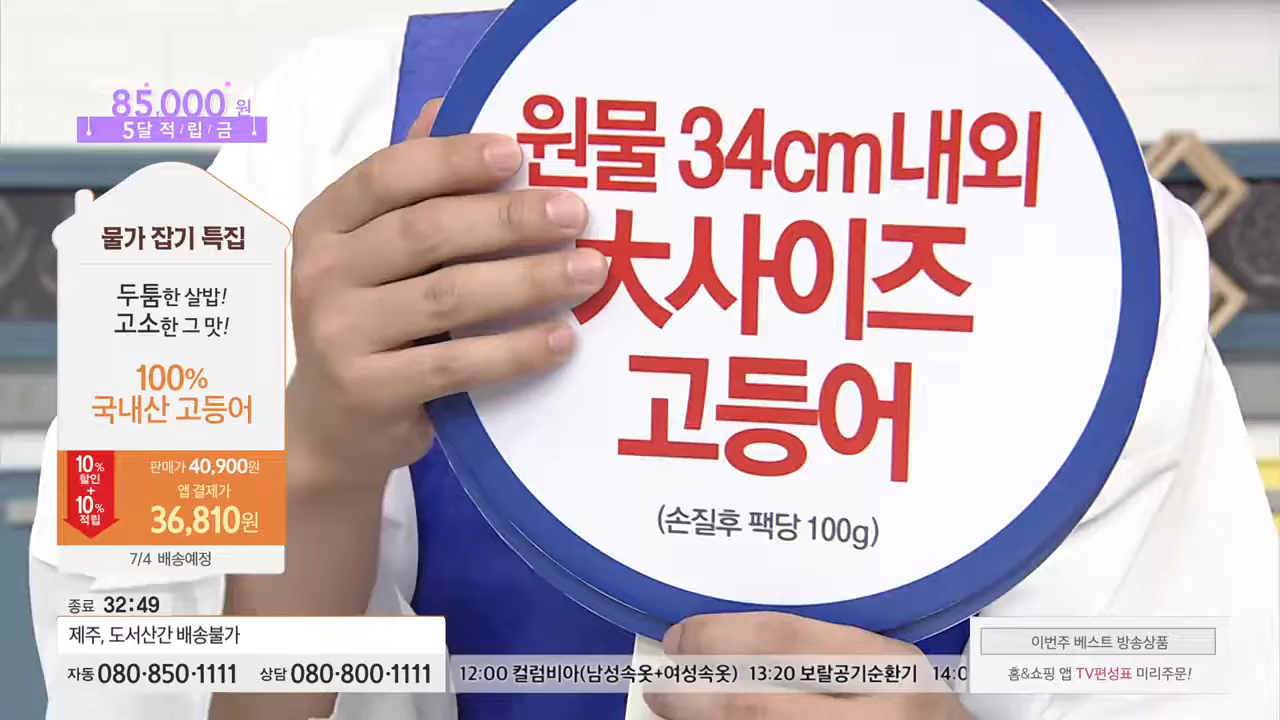 85,000 원
5달 적/립/금
물가 잡기 특집
두툼한 살밥!
고소한 그 맛!
100%
국내산 고등어
10% 할인
+
10% 적립
판매가 40,900원
앱 결제가
36,810원
7/4 배송예정
원물 34cm 내외
大사이즈
고등어
(손질후 팩당 100g)
종료 32:49
제주, 도서산간 배송불가
자동 080-850-1111 상담 080-800-1111
12:00 컬럼비아(남성속옷+여성속옷) 13:20 보랄공기순환기 14:0
이번주 베스트 방송상품
홈&쇼핑 앱 TV편성표 미리주문!